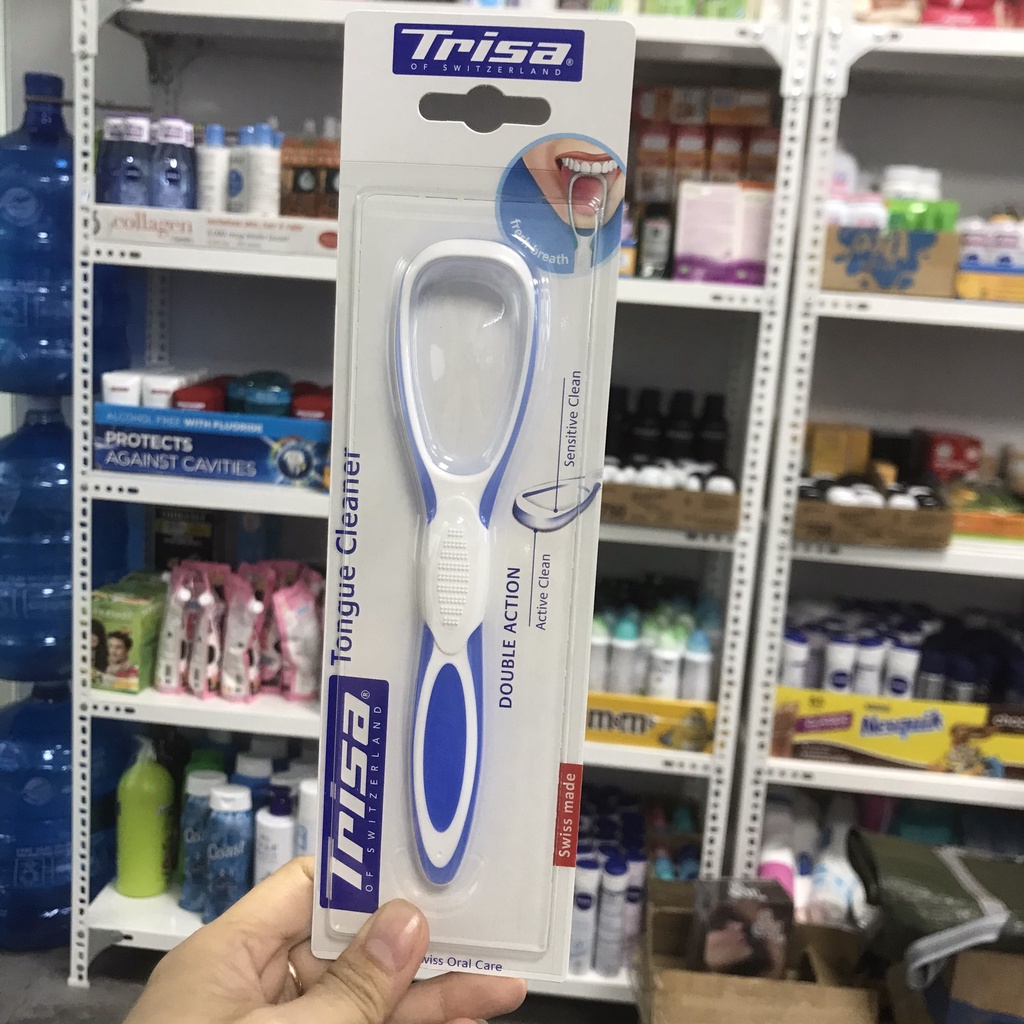 Trisa®
OF SWITZERLAND
fresh breath
Sensitive Clean
Active Clean
DOUBLE ACTION
Tongue Cleaner
Trisa®
OF SWITZERLAND
Swiss made
Swiss Oral Care
collagen
ALCOHOL FREE WITH FLUORIDE
PROTECTS
AGAINST CAVITIES
m&m's
Nesquik